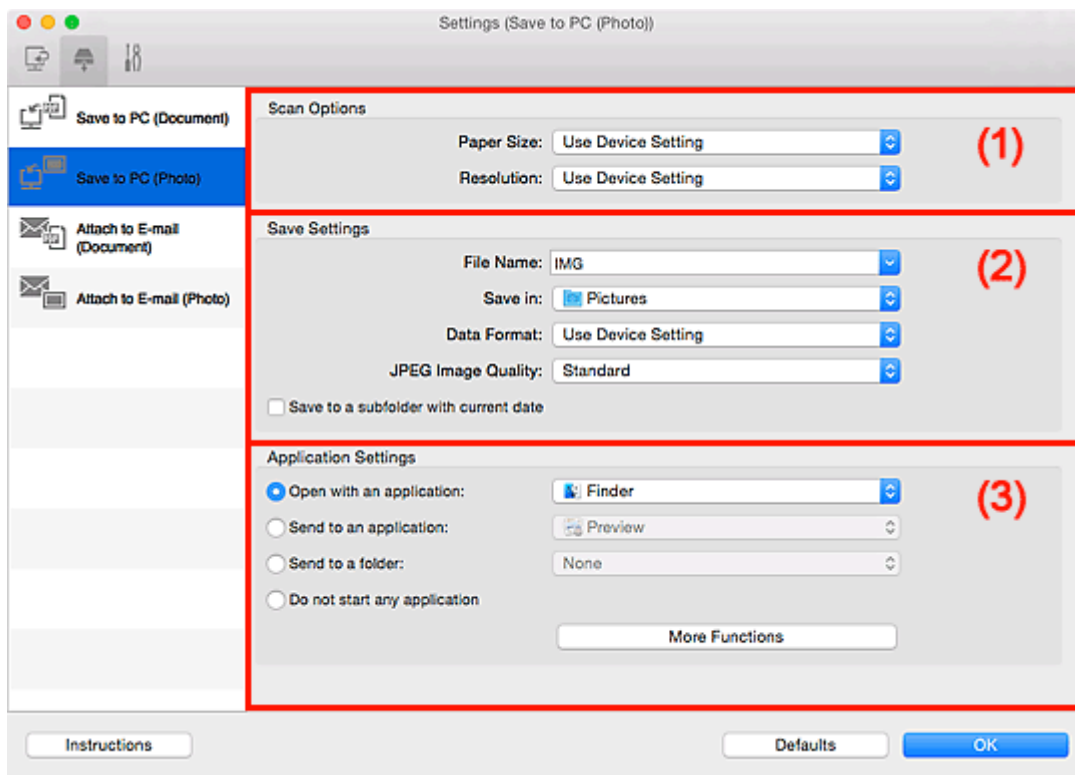 Settings (Save to PC (Photo))
Save to PC (Document)
Save to PC (Photo)
Attach to E-mail
(Document)
Attach to E-mail (Photo)
Scan Options
Paper Size: Use Device Setting
Resolution: Use Device Setting
(1)
Save Settings
File Name: IMG
Save in: Pictures
Data Format: Use Device Setting
JPEG Image Quality: Standard
Save to a subfolder with current date
(2)
Application Settings
Open with an application: Finder
Send to an application: Preview
Send to a folder: None
Do not start any application
More Functions
(3)
Instructions
Defaults
OK